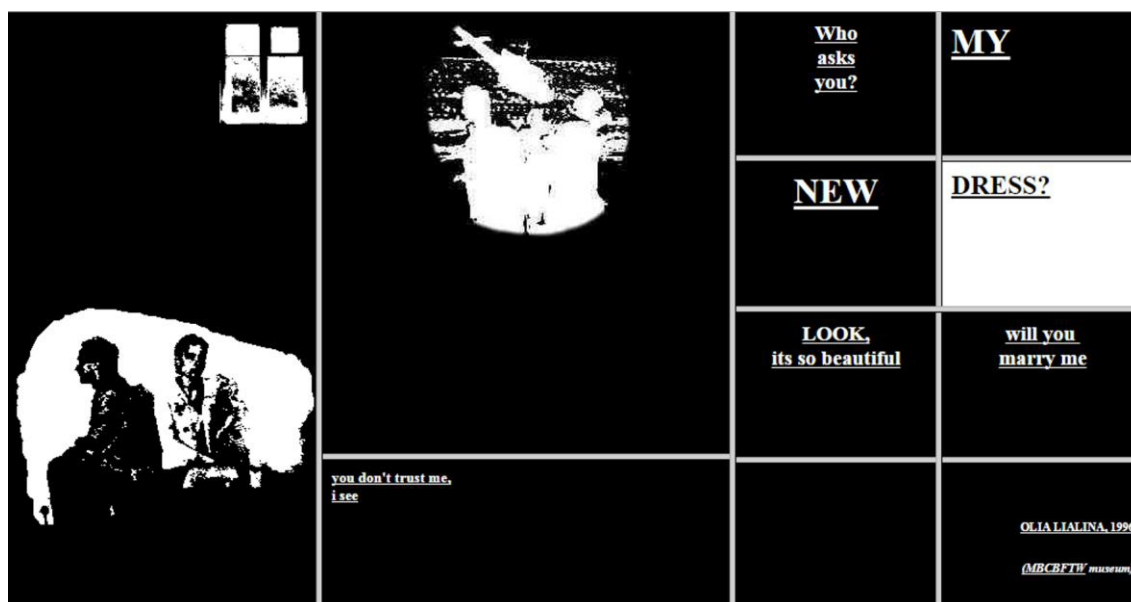 Who
asks
you?
MY
NEW
DRESS?
LOOK,
its so beautiful
will you
marry me
you don't trust me,
i see
OLIA LIALINA, 1996
(MBCBFTW museum)